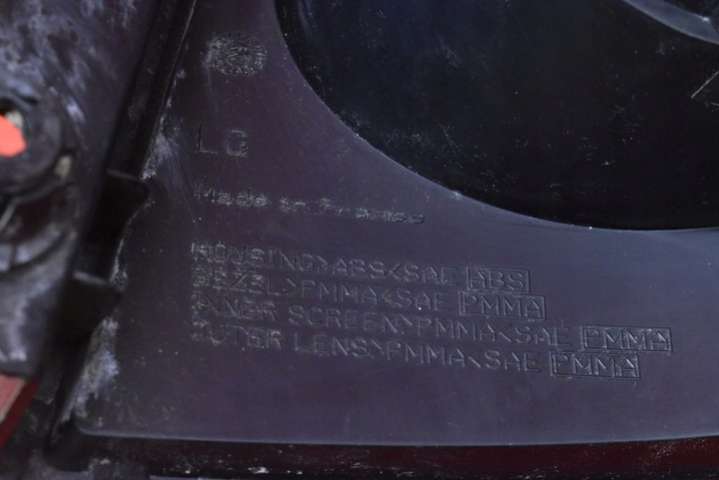 LG
Made in France
HOUSING>ABS<SAE ABS
BEZEL>PMMA<SAE PMMA
INNER SCREEN>PMMA<SAE PMMA
OUTER LENS>PMMA<SAE PMMA